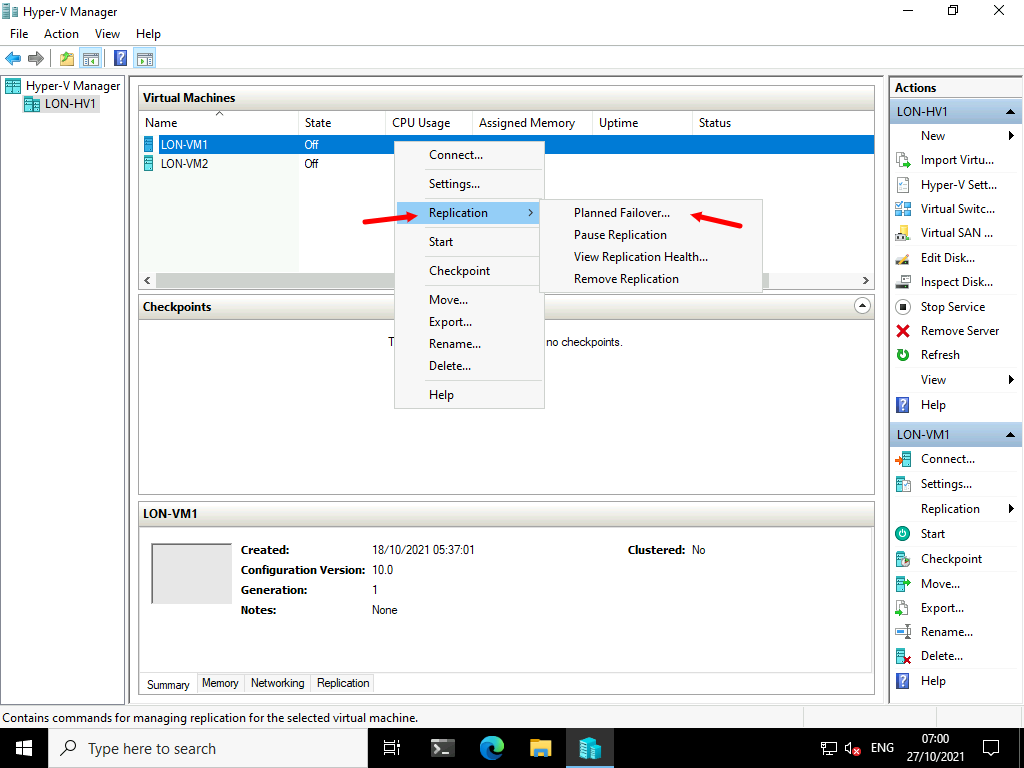 Hyper-V Manager
File Action View Help
Hyper-V Manager
LON-HV1
Virtual Machines
Name State CPU Usage Assigned Memory Uptime Status
LON-VM1 Off
LON-VM2 Off
Connect...
Settings...
Replication
Start
Checkpoint
Move...
Export...
Rename...
Delete...
Help
Planned Failover...
Pause Replication
View Replication Health...
Remove Replication
Checkpoints
no checkpoints.
LON-VM1
Created: 18/10/2021 05:37:01 Clustered: No
Configuration Version: 10.0
Generation: 1
Notes: None
Summary Memory Networking Replication
Actions
LON-HV1
New
Import Virtu...
Hyper-V Sett...
Virtual Switc...
Virtual SAN ...
Edit Disk...
Inspect Disk...
Stop Service
Remove Server
Refresh
View
Help
LON-VM1
Connect...
Settings...
Replication
Start
Checkpoint
Move...
Export...
Rename...
Delete...
Help
Contains commands for managing replication for the selected virtual machine.
Type here to search
ENG
07:00
27/10/2021